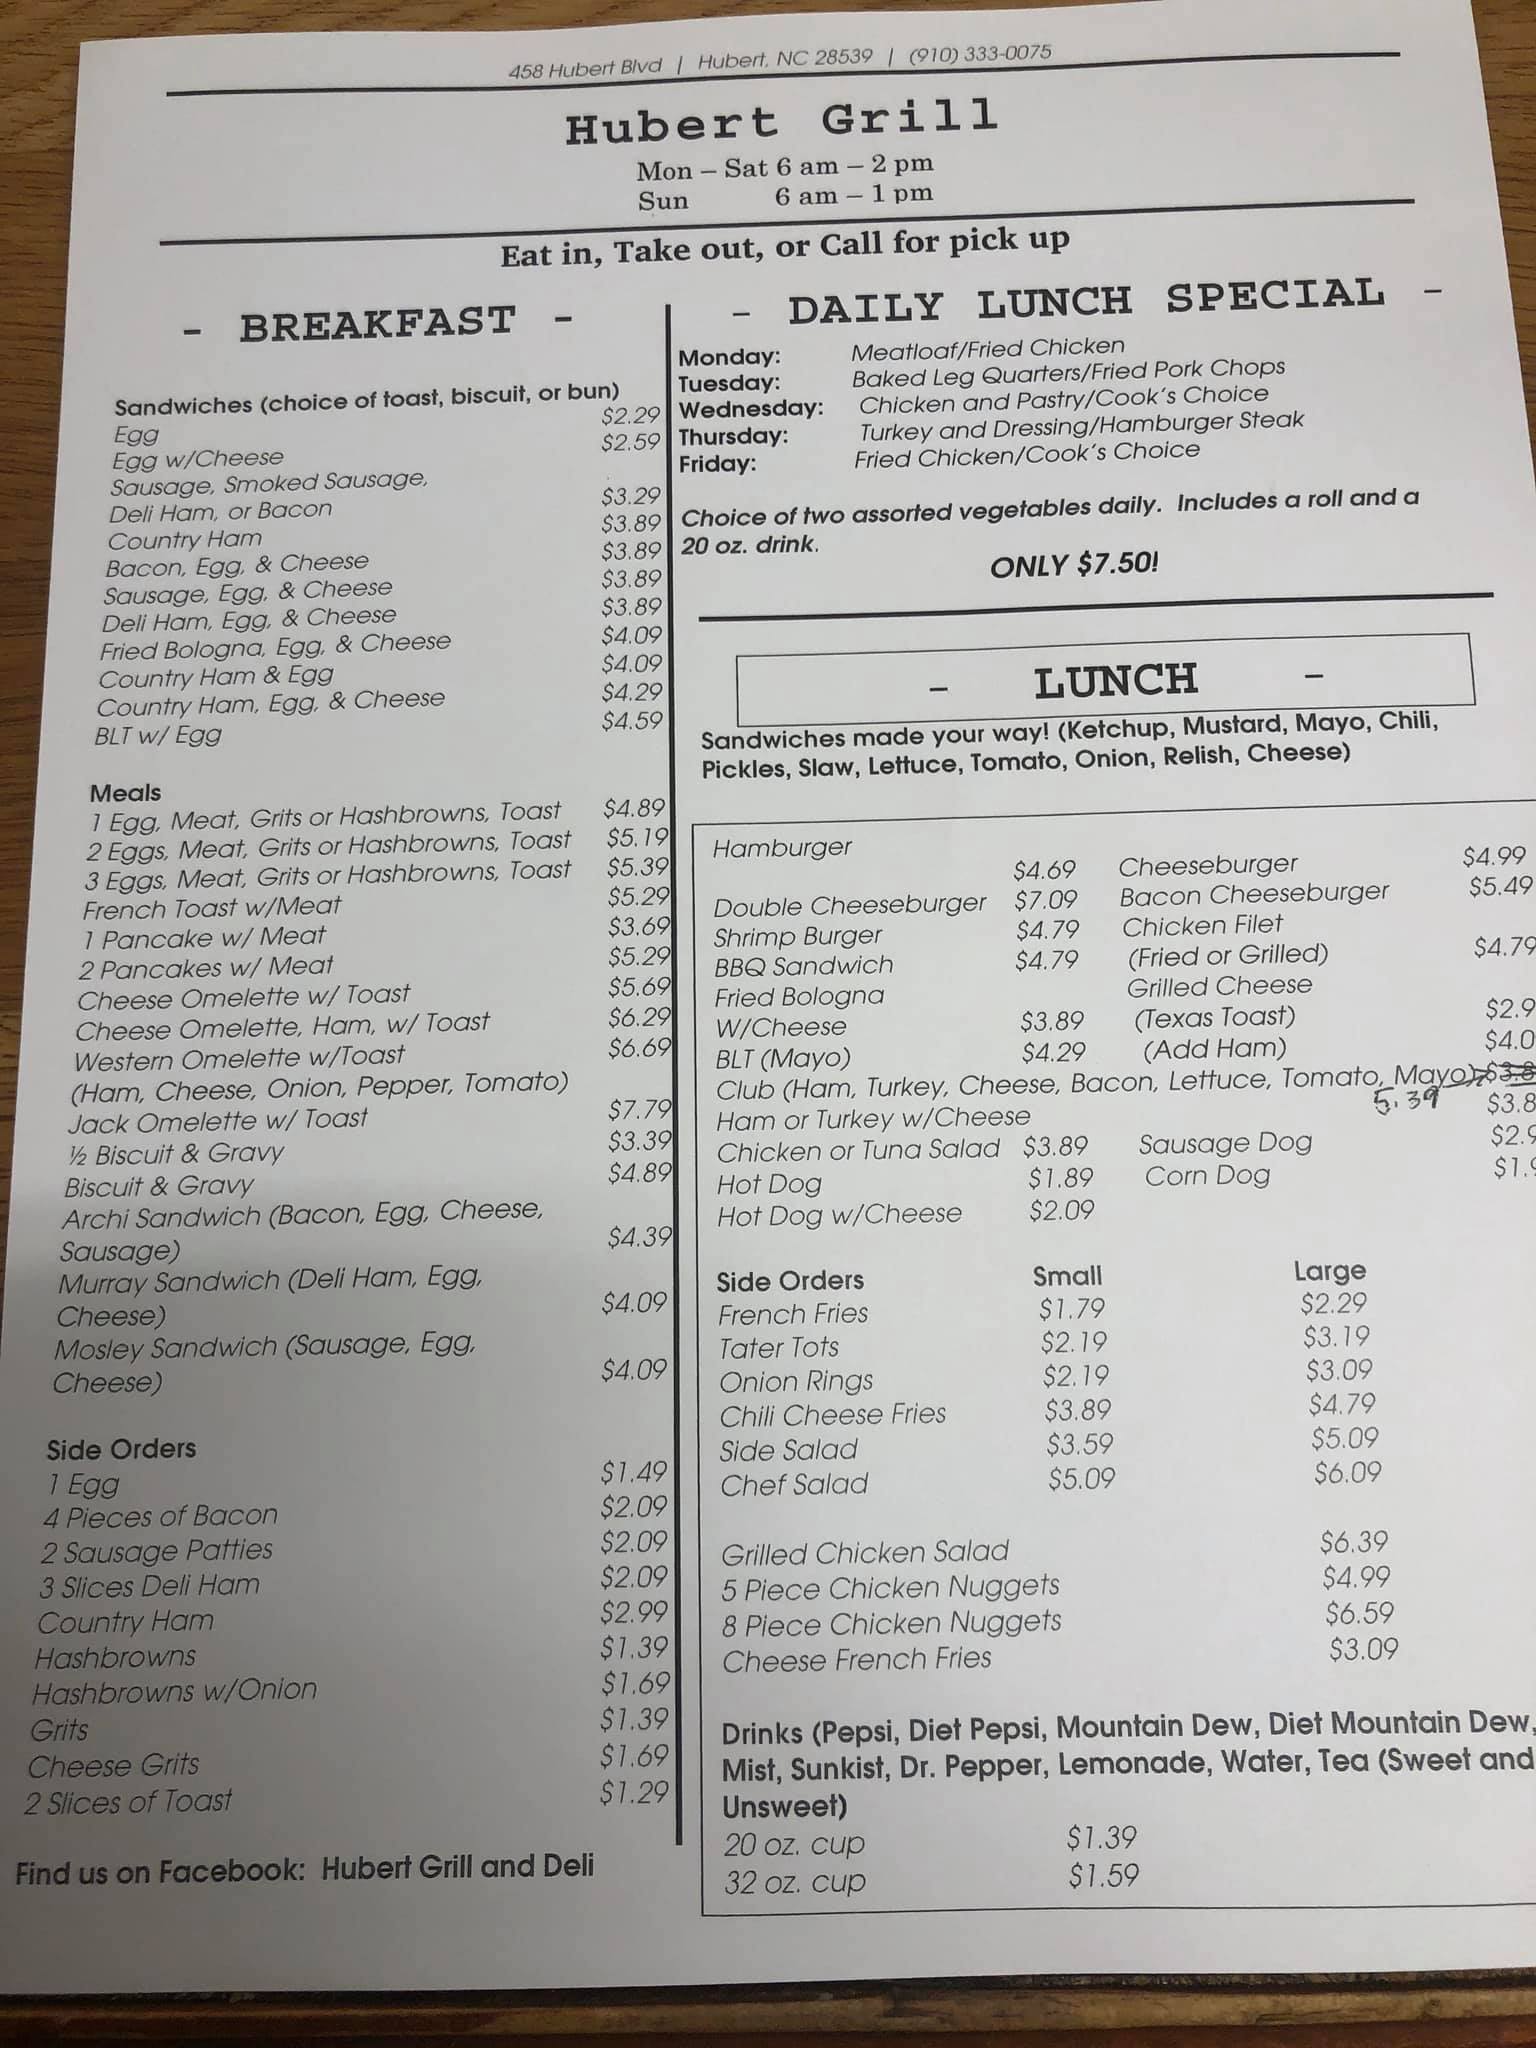 458 Hubert Blvd | Hubert, NC 28539 | (910) 333-0075
Hubert Grill
Mon – Sat 6 am – 2 pm
Sun 6 am – 1 pm
Eat in, Take out, or Call for pick up
- BREAKFAST -
Sandwiches (choice of toast, biscuit, or bun)
Egg $2.29
Egg w/Cheese $2.59
Sausage, Smoked Sausage,
Deli Ham, or Bacon $3.29
Country Ham $3.89
Bacon, Egg, & Cheese $3.89
Sausage, Egg, & Cheese $3.89
Deli Ham, Egg, & Cheese $3.89
Fried Bologna, Egg, & Cheese $4.09
Country Ham & Egg $4.09
Country Ham, Egg, & Cheese $4.29
BLT w/ Egg $4.59
Meals
1 Egg, Meat, Grits or Hashbrowns, Toast $4.89
2 Eggs, Meat, Grits or Hashbrowns, Toast $5.19
3 Eggs, Meat, Grits or Hashbrowns, Toast $5.39
French Toast w/Meat $5.29
1 Pancake w/ Meat $3.69
2 Pancakes w/ Meat $5.29
Cheese Omelette w/ Toast $5.69
Cheese Omelette, Ham, w/ Toast $6.29
Western Omelette w/Toast $6.69
(Ham, Cheese, Onion, Pepper, Tomato)
Jack Omelette w/ Toast $7.79
½ Biscuit & Gravy $3.39
Biscuit & Gravy $4.89
Archi Sandwich (Bacon, Egg, Cheese,
Sausage) $4.39
Murray Sandwich (Deli Ham, Egg,
Cheese) $4.09
Mosley Sandwich (Sausage, Egg,
Cheese) $4.09
Side Orders
1 Egg $1.49
4 Pieces of Bacon $2.09
2 Sausage Patties $2.09
3 Slices Deli Ham $2.09
Country Ham $2.99
Hashbrowns $1.39
Hashbrowns w/Onion $1.69
Grits $1.39
Cheese Grits $1.69
2 Slices of Toast $1.29
Find us on Facebook: Hubert Grill and Deli
- DAILY LUNCH SPECIAL -
Monday: Meatloaf/Fried Chicken
Tuesday: Baked Leg Quarters/Fried Pork Chops
Wednesday: Chicken and Pastry/Cook's Choice
Thursday: Turkey and Dressing/Hamburger Steak
Friday: Fried Chicken/Cook's Choice
Choice of two assorted vegetables daily. Includes a roll and a
20 oz. drink.
ONLY $7.50!
- LUNCH -
Sandwiches made your way! (Ketchup, Mustard, Mayo, Chili,
Pickles, Slaw, Lettuce, Tomato, Onion, Relish, Cheese)
Hamburger $4.69 Cheeseburger $4.99
Double Cheeseburger $7.09 Bacon Cheeseburger $5.49
Shrimp Burger $4.79 Chicken Filet
BBQ Sandwich $4.79 (Fried or Grilled) $4.79
Fried Bologna Grilled Cheese
W/Cheese $3.89 (Texas Toast) $2.9
BLT (Mayo) $4.29 (Add Ham) $4.0
Club (Ham, Turkey, Cheese, Bacon, Lettuce, Tomato, Mayo) $3.8
5.39
Ham or Turkey w/Cheese $3.8
Chicken or Tuna Salad $3.89 Sausage Dog $2.9
Hot Dog $1.89 Corn Dog $1.9
Hot Dog w/Cheese $2.09
Side Orders Small Large
French Fries $1.79 $2.29
Tater Tots $2.19 $3.19
Onion Rings $2.19 $3.09
Chili Cheese Fries $3.89 $4.79
Side Salad $3.59 $5.09
Chef Salad $5.09 $6.09
Grilled Chicken Salad $6.39
5 Piece Chicken Nuggets $4.99
8 Piece Chicken Nuggets $6.59
Cheese French Fries $3.09
Drinks (Pepsi, Diet Pepsi, Mountain Dew, Diet Mountain Dew,
Mist, Sunkist, Dr. Pepper, Lemonade, Water, Tea (Sweet and
Unsweet)
20 oz. cup $1.39
32 oz. cup $1.59